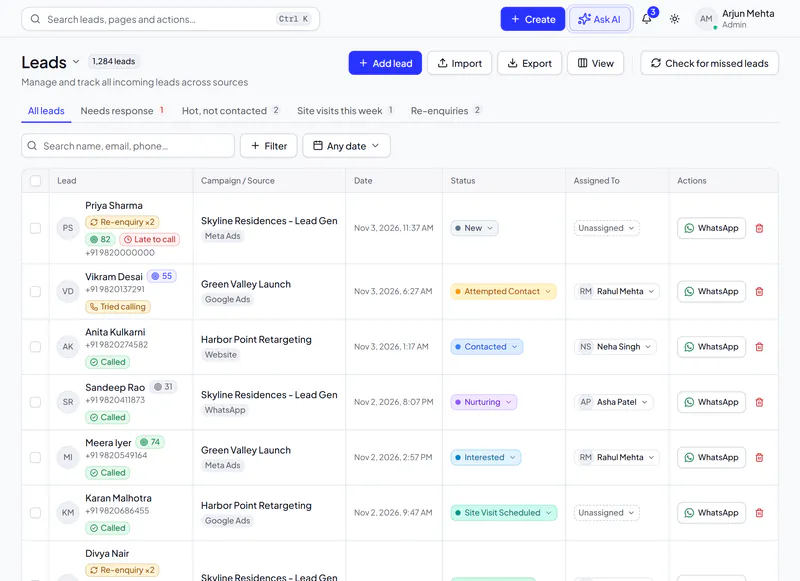 Search leads, pages and actions... Ctrl K
+ Create
Ask AI
3
AM
Arjun Mehta
Admin
Leads 1,284 leads
Manage and track all incoming leads across sources
+ Add lead
Import
Export
View
Check for missed leads
All leads
Needs response 1
Hot, not contacted 2
Site visits this week 1
Re-enquiries 2
Search name, email, phone...
+ Filter
Any date
Lead Campaign / Source Date Status Assigned To Actions
PS
Priya Sharma
Re-enquiry ×2
82 Late to call
+919820000000
Skyline Residences - Lead Gen
Meta Ads
Nov 3, 2026, 11:37 AM
New
Unassigned
WhatsApp
VD
Vikram Desai 55
+919820137291
Tried calling
Green Valley Launch
Google Ads
Nov 3, 2026, 6:27 AM
Attempted Contact
RM Rahul Mehta
WhatsApp
AK
Anita Kulkarni
+919820274582
Called
Harbor Point Retargeting
Website
Nov 3, 2026, 1:17 AM
Contacted
NS Neha Singh
WhatsApp
SR
Sandeep Rao 31
+919820411873
Called
Skyline Residences - Lead Gen
WhatsApp
Nov 2, 2026, 8:07 PM
Nurturing
AP Asha Patel
WhatsApp
MI
Meera Iyer 74
+919820549164
Called
Green Valley Launch
Meta Ads
Nov 2, 2026, 2:57 PM
Interested
RM Rahul Mehta
WhatsApp
KM
Karan Malhotra
+919820686455
Called
Harbor Point Retargeting
Google Ads
Nov 2, 2026, 9:47 AM
Site Visit Scheduled
Unassigned
WhatsApp
Divya Nair
Re-enquiry ×2
Skyline Residences - Lead Gen